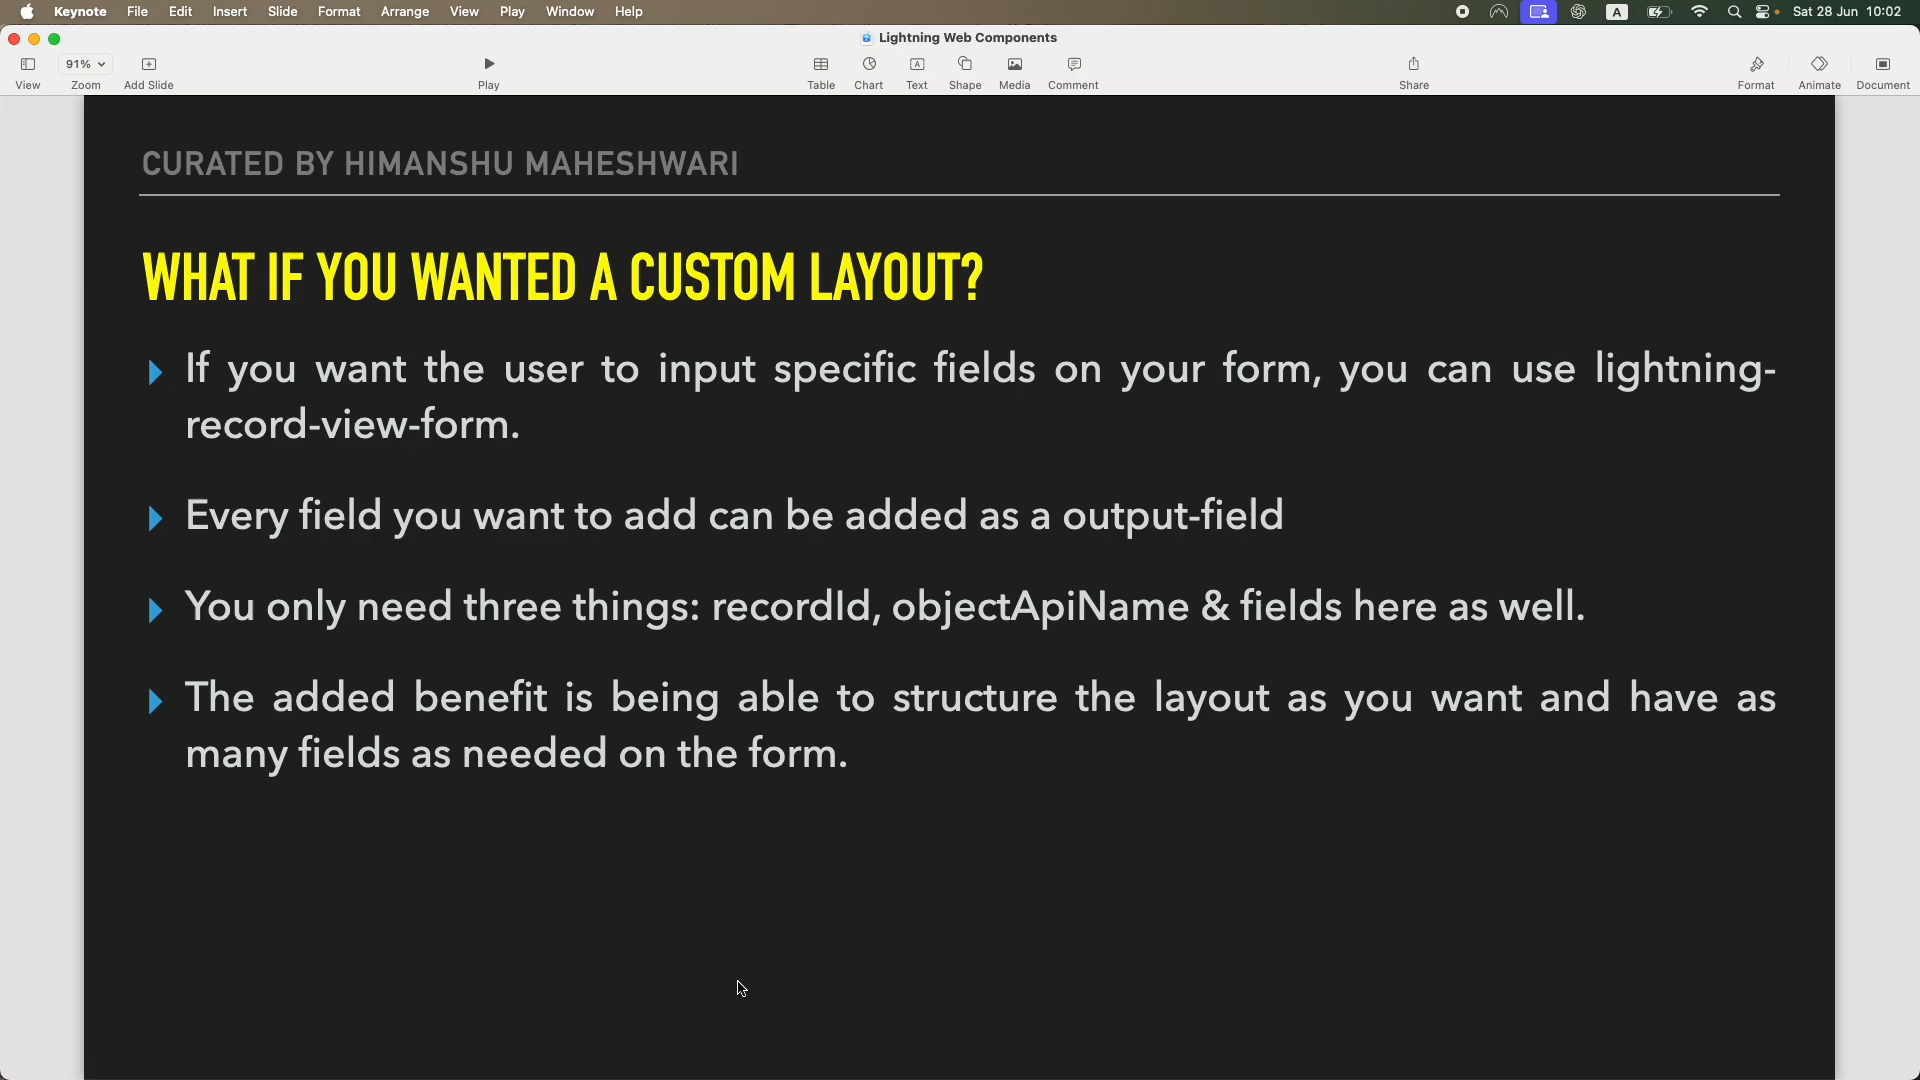 Keynote File Edit Insert Slide Format Arrange View Play Window Help A Sat 28 Jun 10:02
Lightning Web Components
91%
View Zoom Add Slide Play Table Chart Text Shape Media Comment Share Format Animate Document
CURATED BY HIMANSHU MAHESHWARI
WHAT IF YOU WANTED A CUSTOM LAYOUT?
If you want the user to input specific fields on your form, you can use lightning-
record-view-form.
Every field you want to add can be added as a output-field
You only need three things: recordId, objectApiName & fields here as well.
The added benefit is being able to structure the layout as you want and have as
many fields as needed on the form.